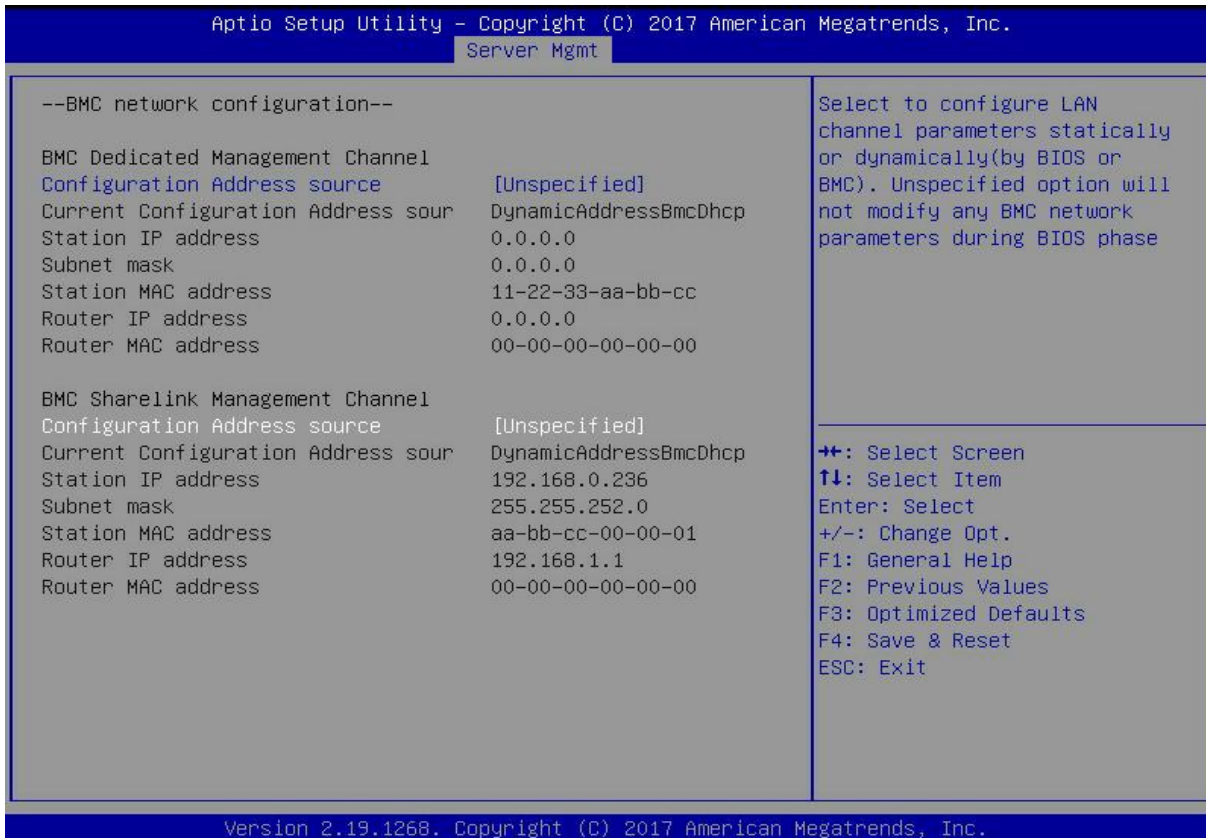 Aptio Setup Utility – Copyright (C) 2017 American Megatrends, Inc.
Server Mgmt
--BMC network configuration--
BMC Dedicated Management Channel
Configuration Address source [Unspecified]
Current Configuration Address sour DynamicAddressBmcDhcp
Station IP address 0.0.0.0
Subnet mask 0.0.0.0
Station MAC address 11-22-33-aa-bb-cc
Router IP address 0.0.0.0
Router MAC address 00-00-00-00-00-00
BMC Sharelink Management Channel
Configuration Address source [Unspecified]
Current Configuration Address sour DynamicAddressBmcDhcp
Station IP address 192.168.0.236
Subnet mask 255.255.252.0
Station MAC address aa-bb-cc-00-00-01
Router IP address 192.168.1.1
Router MAC address 00-00-00-00-00-00
Select to configure LAN
channel parameters statically
or dynamically(by BIOS or
BMC). Unspecified option will
not modify any BMC network
parameters during BIOS phase
→←: Select Screen
↑↓: Select Item
Enter: Select
+/-: Change Opt.
F1: General Help
F2: Previous Values
F3: Optimized Defaults
F4: Save & Reset
ESC: Exit
Version 2.19.1268. Copyright (C) 2017 American Megatrends, Inc.